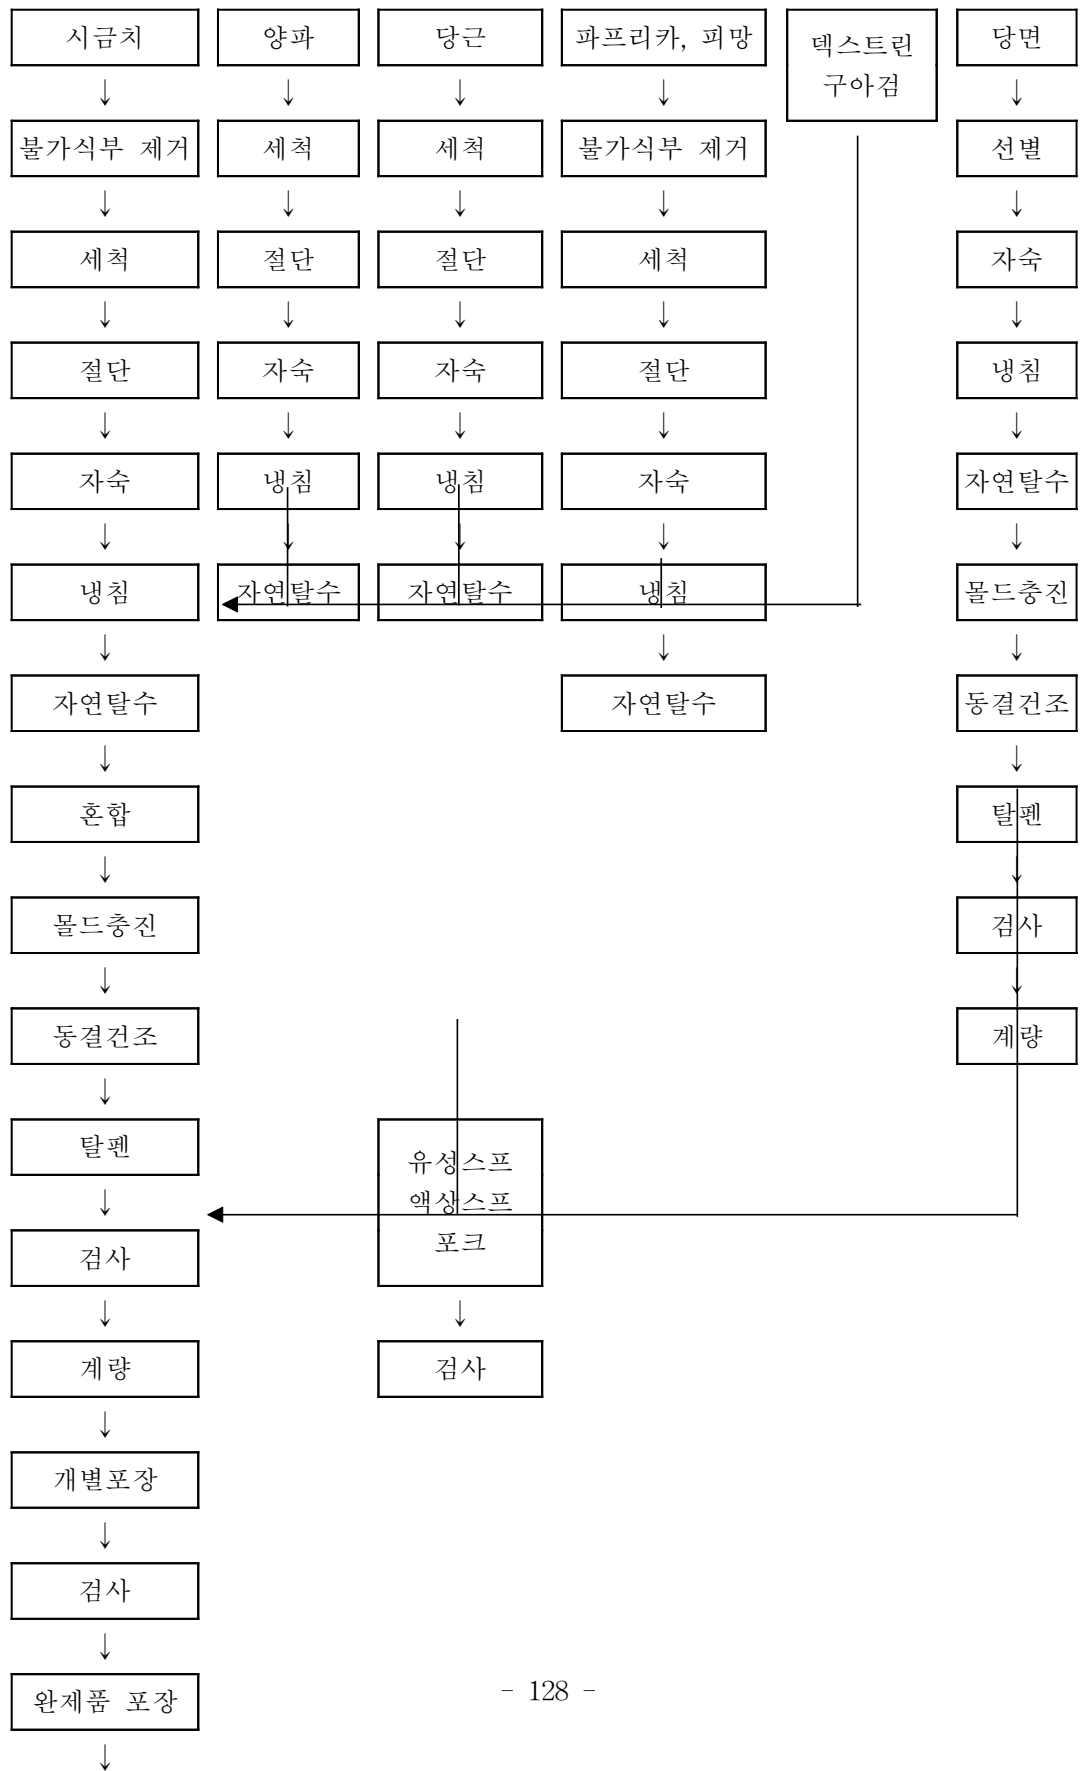 시금치 양파 당근 파프리카, 피망 덱스트린 당면
구아검
↓ ↓ ↓ ↓ ↓
불가식부 제거 세척 세척 불가식부 제거 선별
↓ ↓ ↓ ↓ ↓
세척 절단 절단 세척 자숙
↓ ↓ ↓ ↓ ↓
절단 자숙 자숙 절단 냉침
↓ ↓ ↓ ↓ ↓
자숙 냉침 냉침 자숙 자연탈수
↓ ↓ ↓ ↓ ↓
냉침 자연탈수 자연탈수 냉침 몰드충진
↓ ↓ ↓
자연탈수 자연탈수 동결건조
↓ ↓
혼합 탈펜
↓ ↓
몰드충진 검사
↓ ↓
동결건조 계량
↓
탈펜 유성스프
↓ 액상스프
검사 포크
↓ ↓
계량 검사
↓
개별포장
↓
검사
↓
완제품 포장
- 128 -
↓